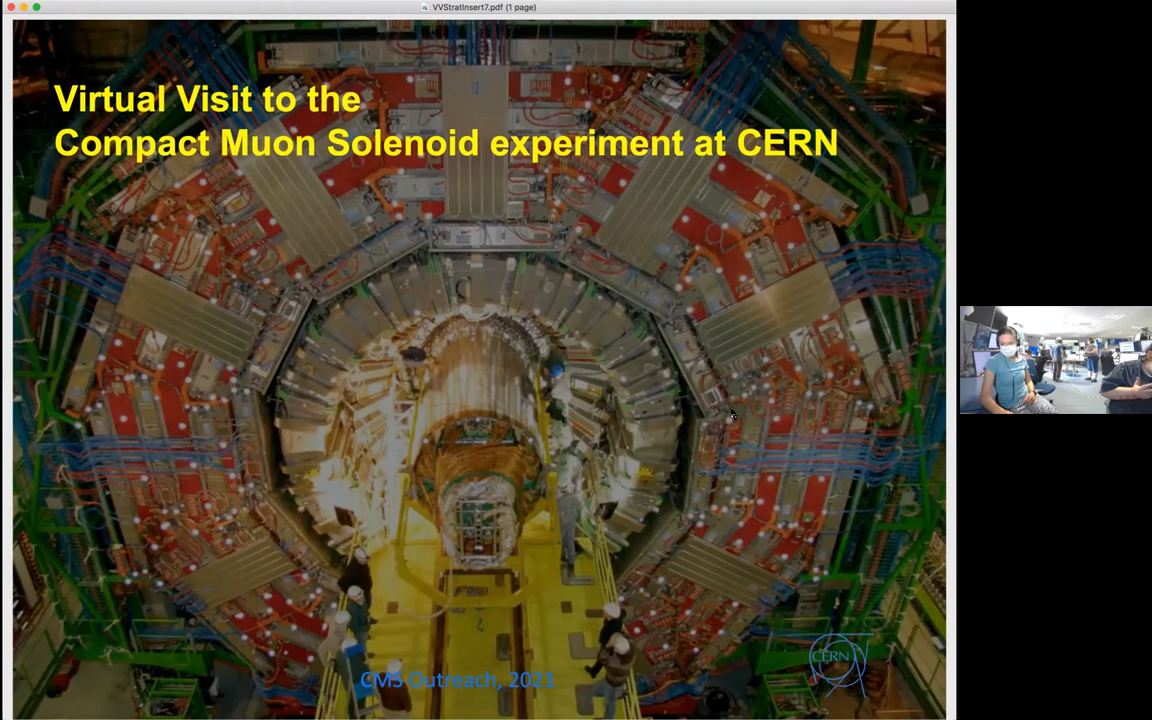 VVStratInsert7.pdf (1 page)
Virtual Visit to the
Compact Muon Solenoid experiment at CERN
CERN
CMS Outreach, 2021